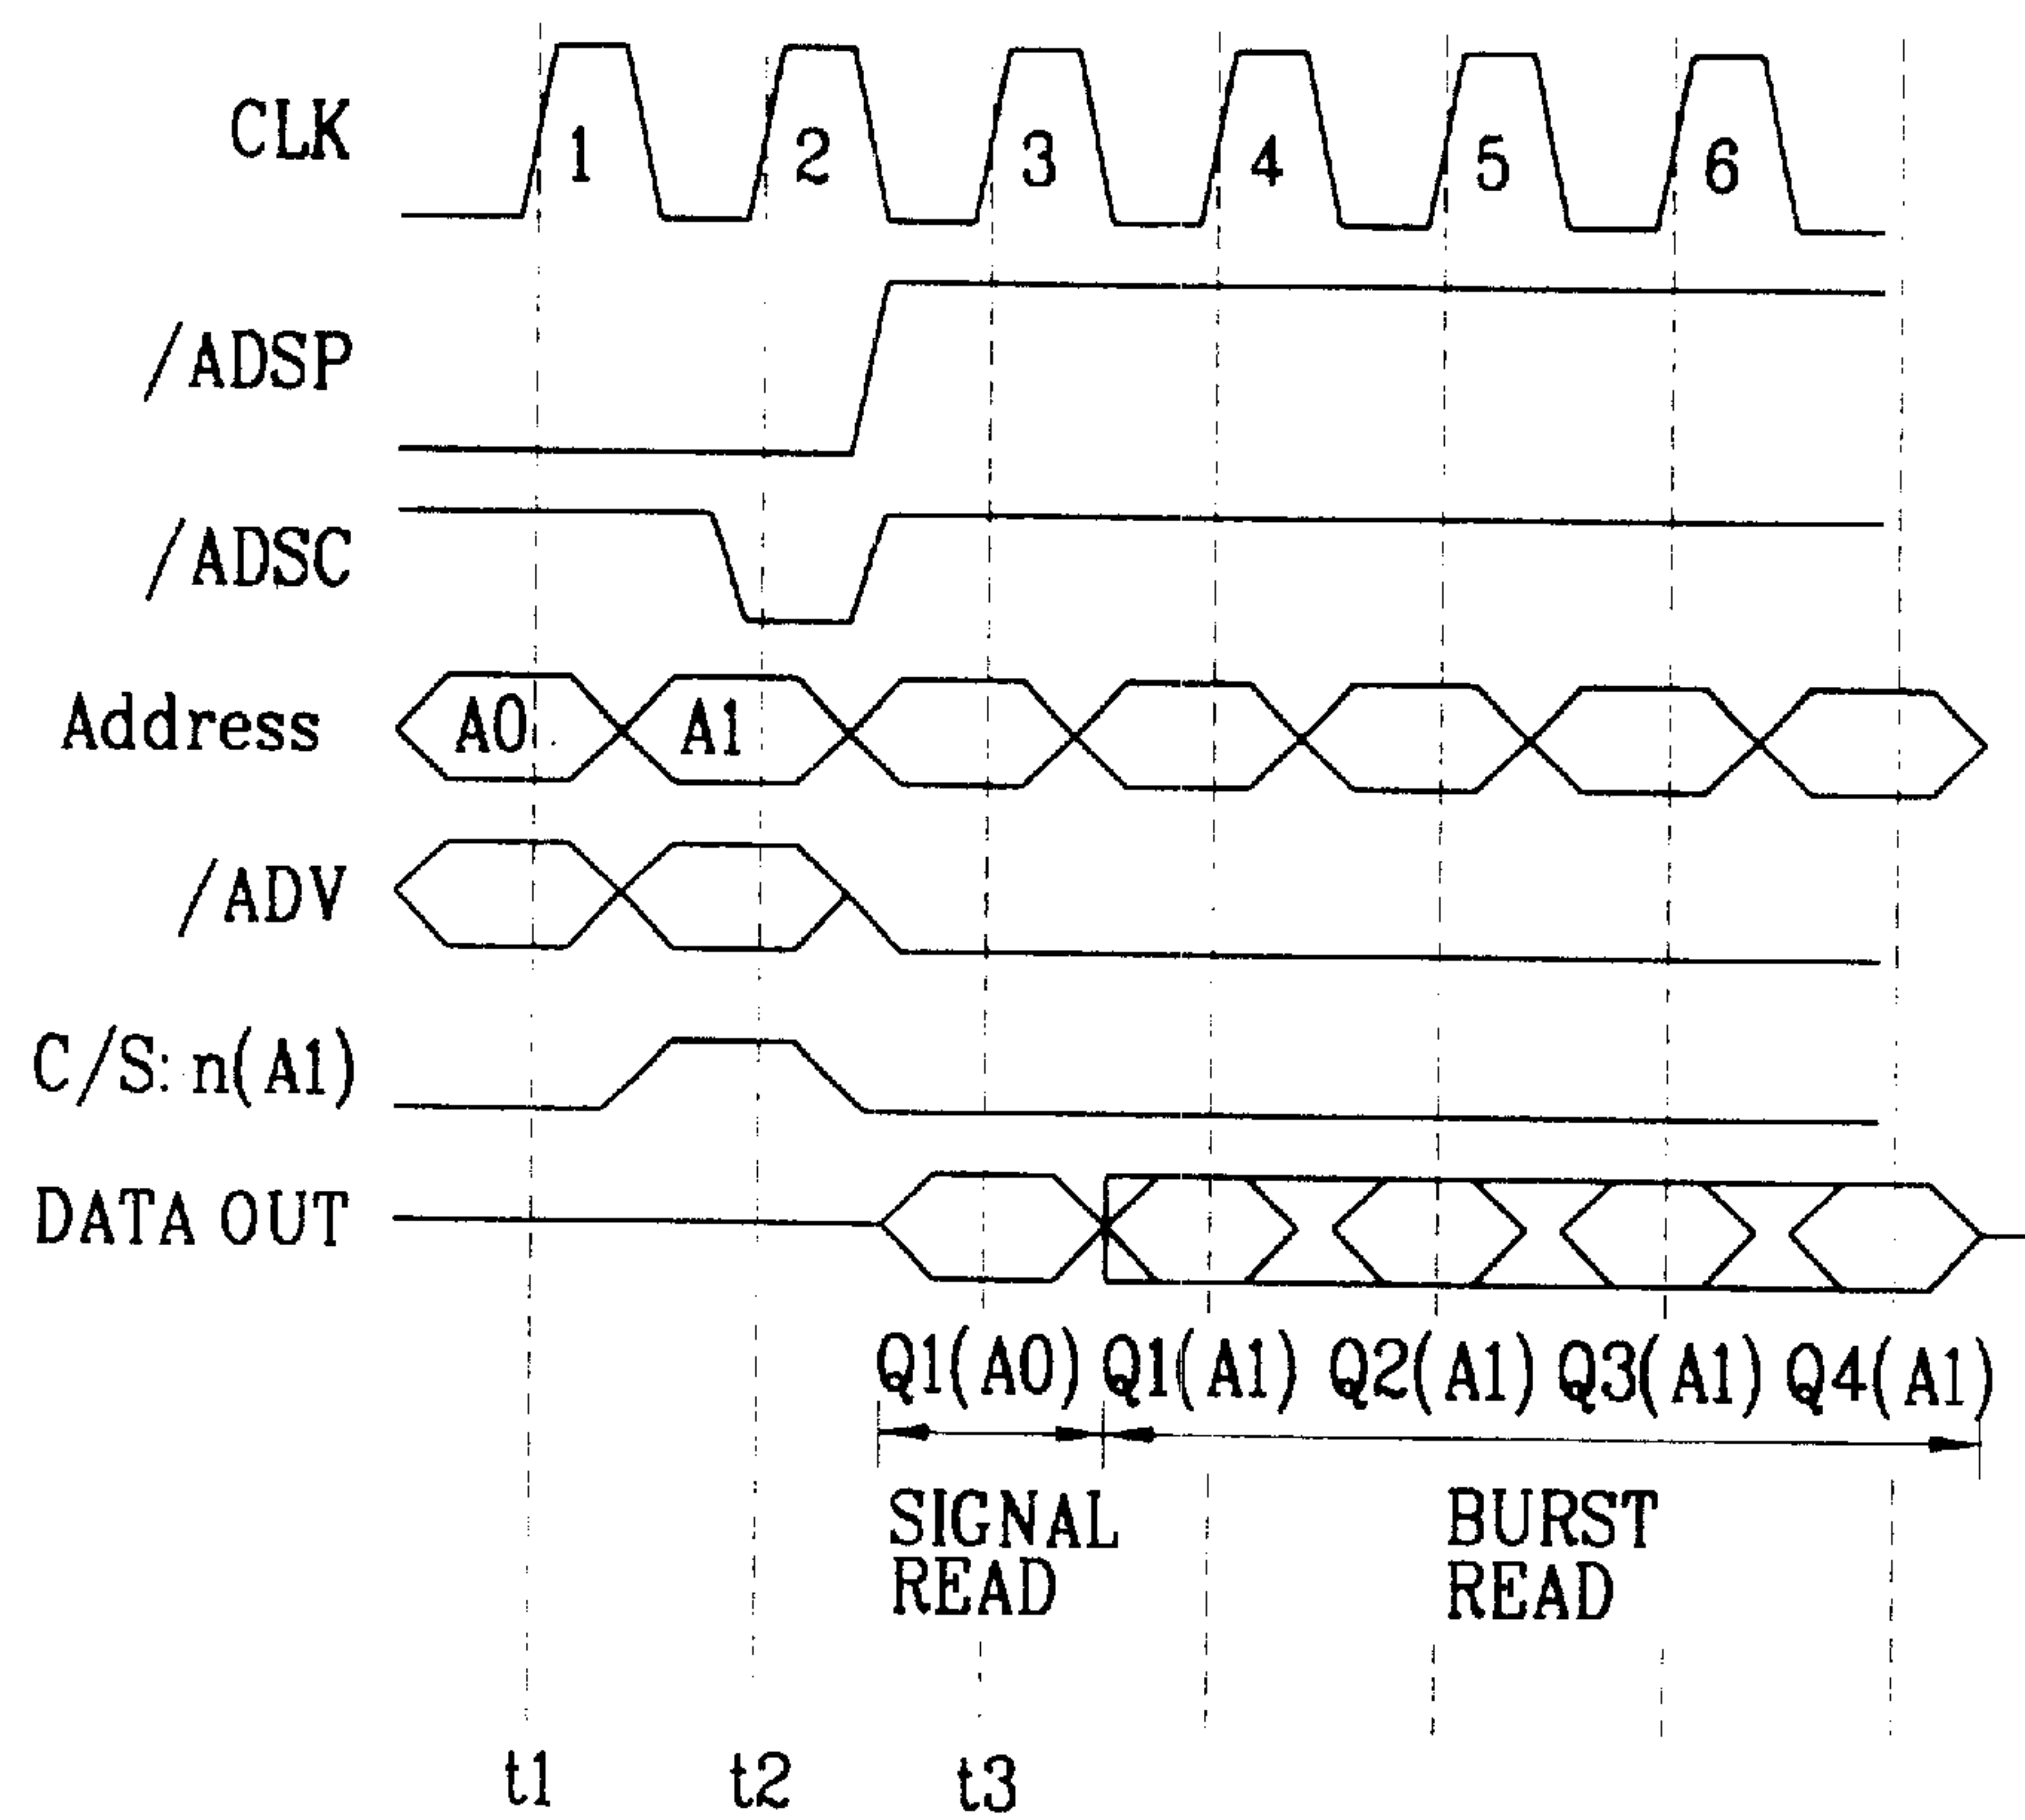 CLK
1 2 3 4 5 6
/ADSP
/ADSC
Address A0 A1
/ADV
C/S: n(A1)
DATA OUT
Q1(A0) Q1(A1) Q2(A1) Q3(A1) Q4(A1)
SIGNAL READ
BURST READ
t1 t2 t3